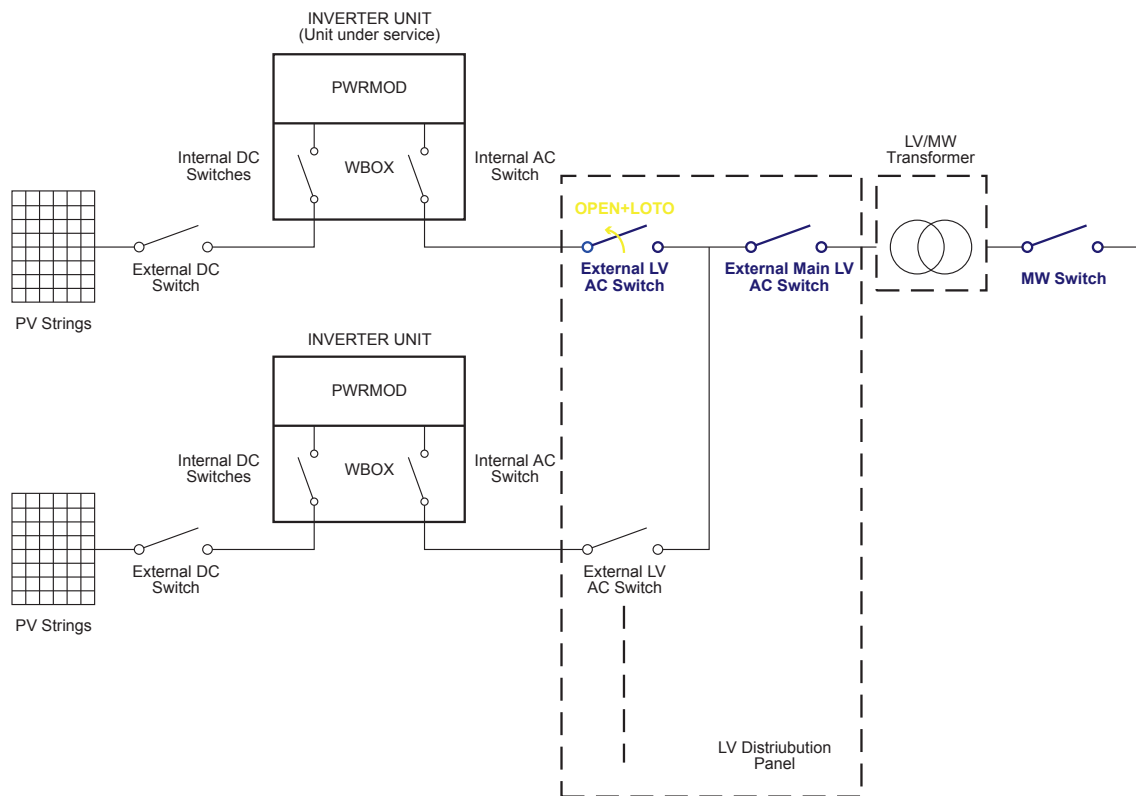 INVERTER UNIT
(Unit under service)
PWRMOD
Internal DC
Switches
WBOX
Internal AC
Switch
LV/MW
Transformer
OPEN+LOTO
External DC
Switch
External LV
AC Switch
External Main LV
AC Switch
MW Switch
PV Strings
INVERTER UNIT
PWRMOD
Internal DC
Switches
WBOX
Internal AC
Switch
External DC
Switch
External LV
AC Switch
PV Strings
LV Distriubution
Panel